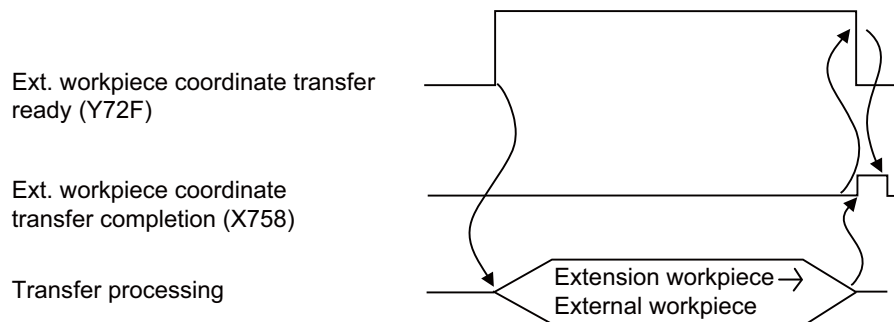 Ext. workpiece coordinate transfer
ready (Y72F)
Ext. workpiece coordinate
transfer completion (X758)
Transfer processing
Extension workpiece →
External workpiece